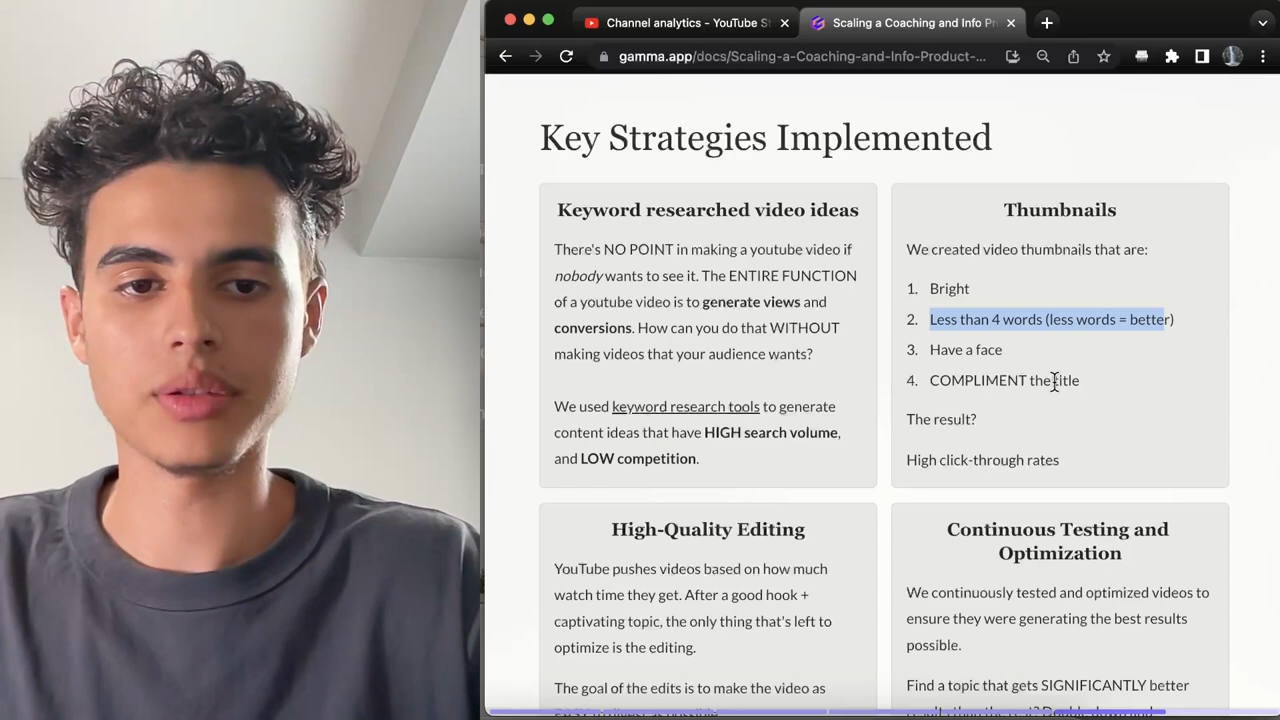 Channel analytics - YouTube S
Scaling a Coaching and Info Pr
gamma.app/docs/Scaling-a-Coaching-and-Info-Product-...
Key Strategies Implemented
Keyword researched video ideas
There's NO POINT in making a youtube video if
nobody wants to see it. The ENTIRE FUNCTION
of a youtube video is to generate views and
conversions. How can you do that WITHOUT
making videos that your audience wants?
We used keyword research tools to generate
content ideas that have HIGH search volume,
and LOW competition.
Thumbnails
We created video thumbnails that are:
1. Bright
2. Less than 4 words (less words = better)
3. Have a face
4. COMPLIMENT the title
The result?
High click-through rates
High-Quality Editing
YouTube pushes videos based on how much
watch time they get. After a good hook +
captivating topic, the only thing that's left to
optimize is the editing.
The goal of the edits is to make the video as
Continuous Testing and
Optimization
We continuously tested and optimized videos to
ensure they were generating the best results
possible.
Find a topic that gets SIGNIFICANTLY better